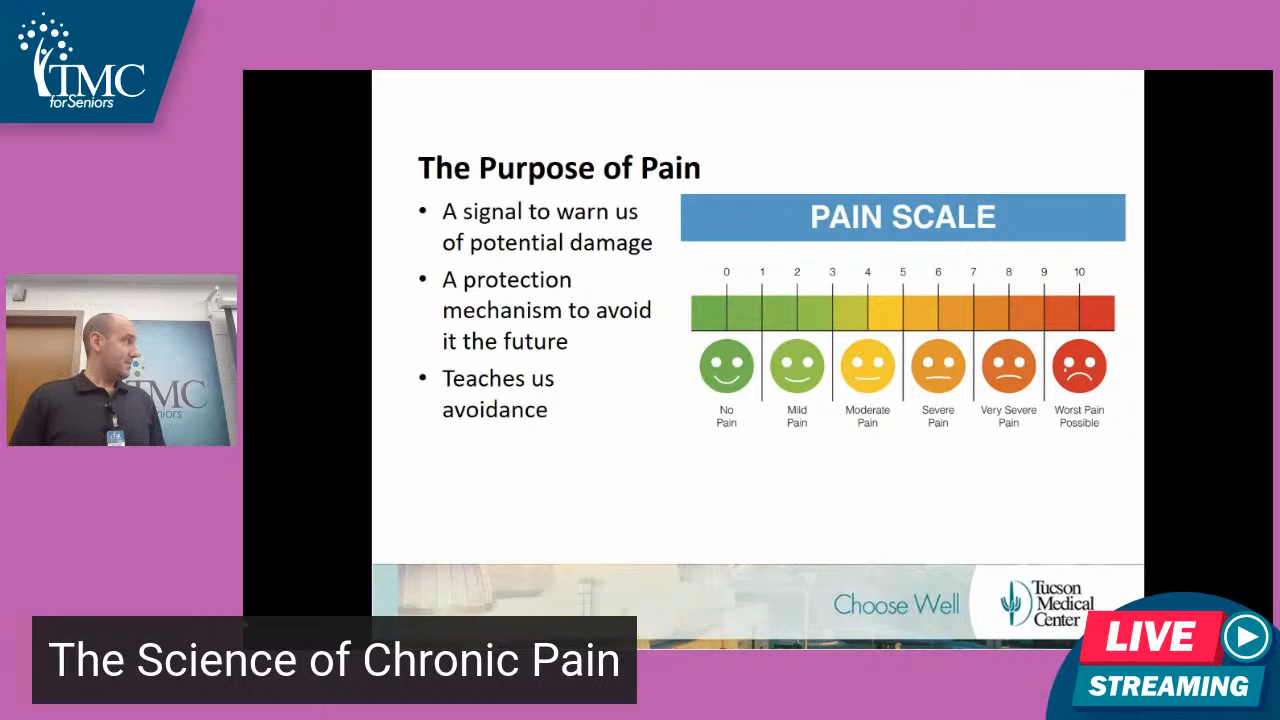 TMC
for Seniors
The Purpose of Pain
• A signal to warn us
of potential damage
• A protection
mechanism to avoid
it the future
• Teaches us
avoidance
PAIN SCALE
0 1 2 3 4 5 6 7 8 9 10
No
Pain
Mild
Pain
Moderate
Pain
Severe
Pain
Very Severe
Pain
Worst Pain
Possible
TMC
Seniors
Choose Well
Tucson
Medical
Center
The Science of Chronic Pain
LIVE
STREAMING